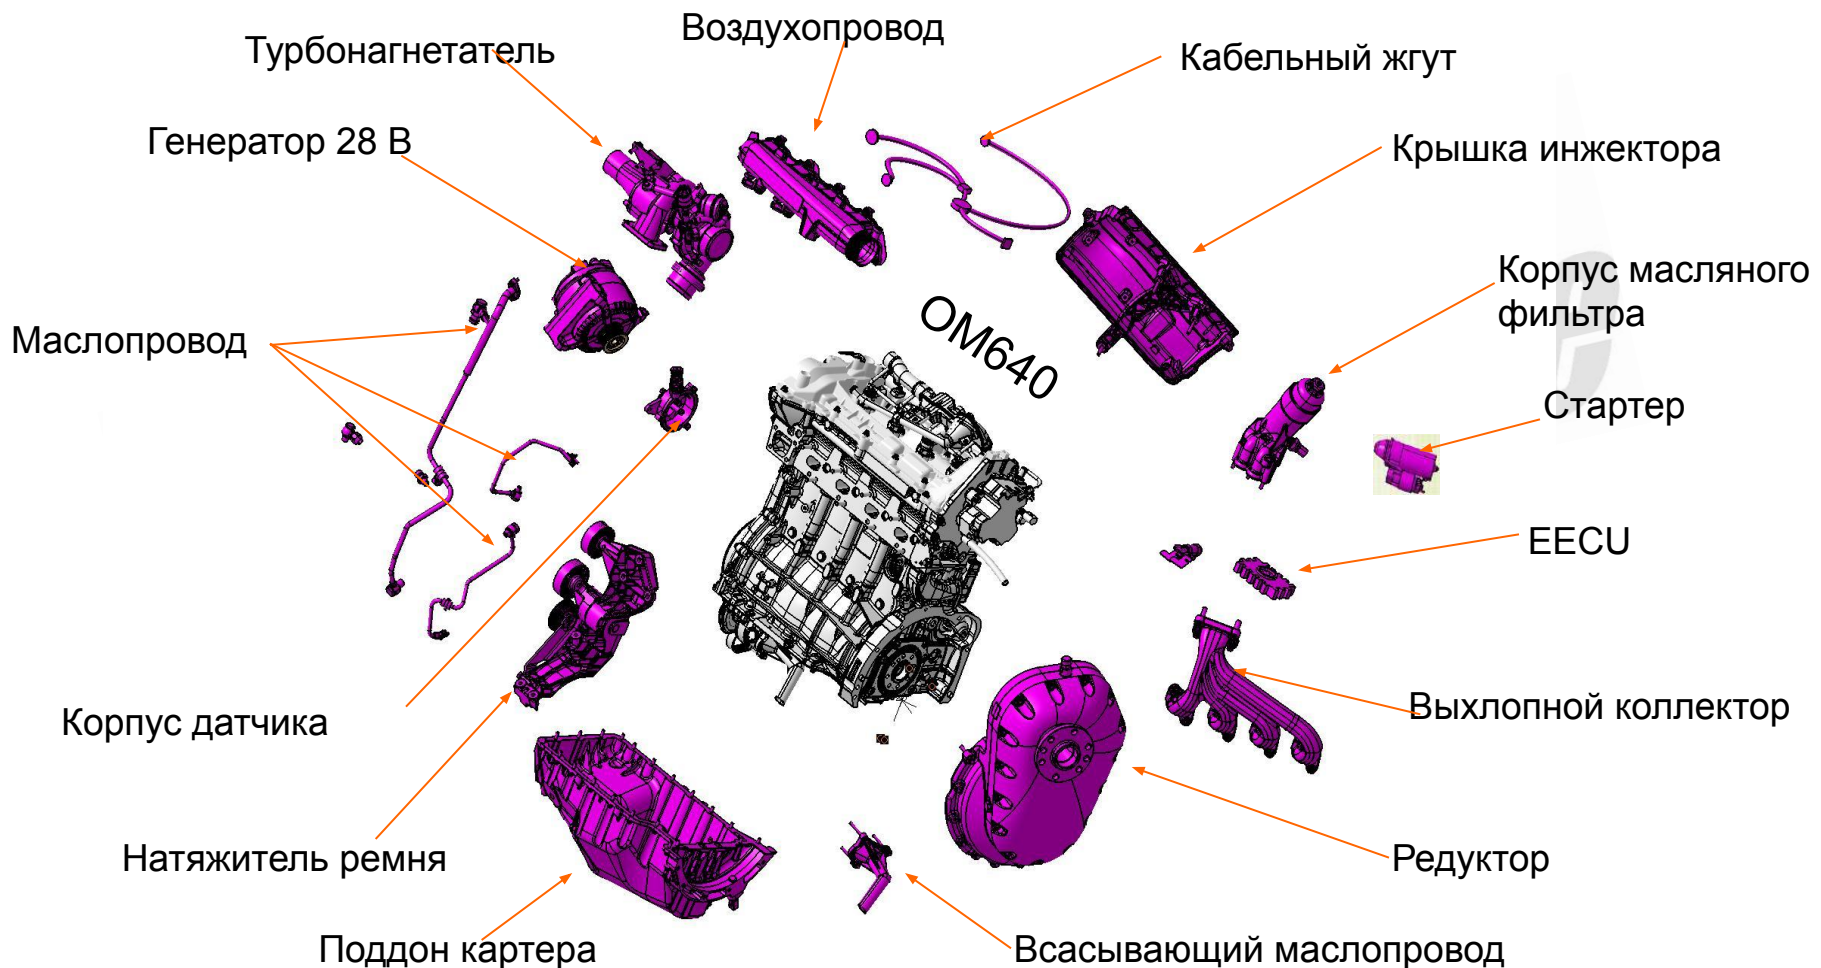 Воздухопровод
Турбонагнетатель
Кабельный жгут
Генератор 28 В
Крышка инжектора
Корпус масляного
фильтра
OM640
Маслопровод
Стартер
EECU
Корпус датчика
Выхлопной коллектор
Натяжитель ремня
Редуктор
Поддон картера
Всасывающий маслопровод